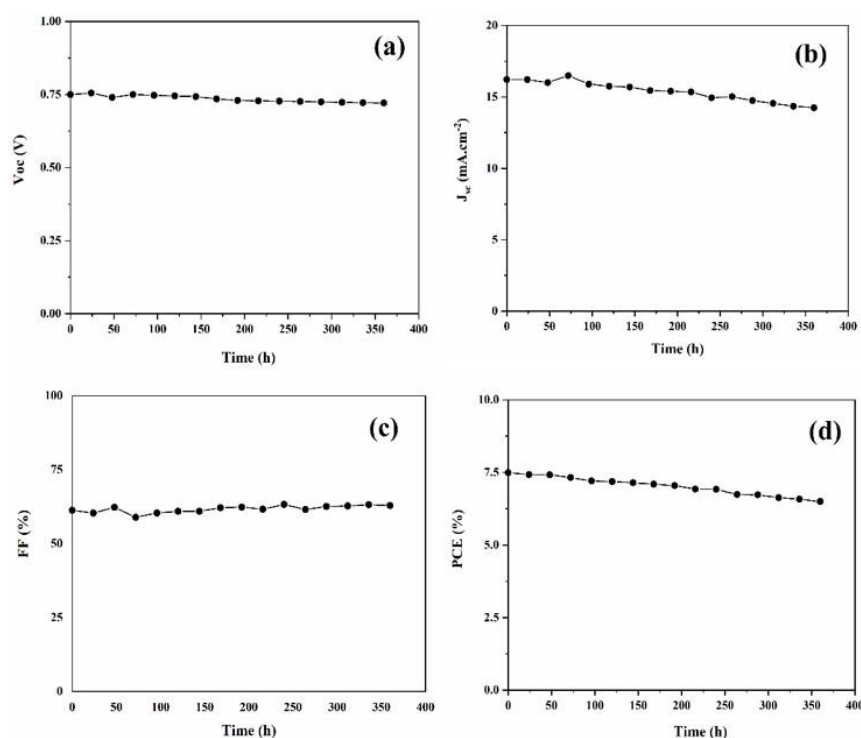 (a)
Voc (V)
1.00
0.75
0.50
0.25
0.00
0 50 100 150 200 250 300 350 400
Time (h)
(b)
Jsc (mA.cm-2)
20
15
10
5
0
0 50 100 150 200 250 300 350 400
Time (h)
(c)
FF (%)
100
75
50
25
0
0 50 100 150 200 250 300 350 400
Time (h)
(d)
PCE (%)
10.0
7.5
5.0
2.5
0.0
0 50 100 150 200 250 300 350 400
Time (h)